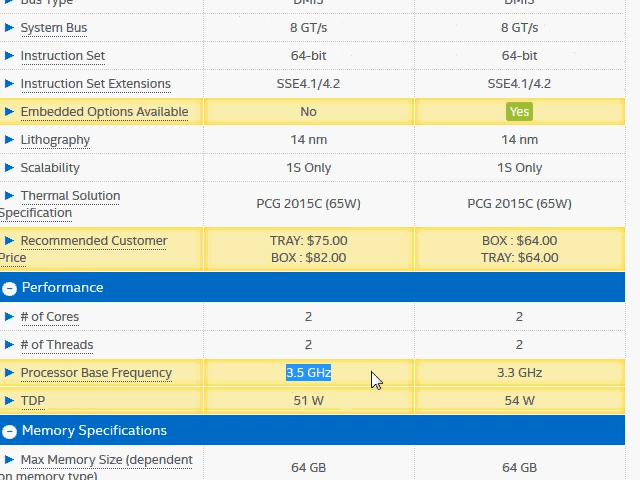 Bus Type DMI3 DMI3
System Bus 8 GT/s 8 GT/s
Instruction Set 64-bit 64-bit
Instruction Set Extensions SSE4.1/4.2 SSE4.1/4.2
Embedded Options Available No Yes
Lithography 14 nm 14 nm
Scalability 1S Only 1S Only
Thermal Solution
Specification PCG 2015C (65W) PCG 2015C (65W)
Recommended Customer TRAY: $75.00 BOX : $64.00
Price BOX : $82.00 TRAY: $64.00
Performance
# of Cores 2 2
# of Threads 2 2
Processor Base Frequency 3.5 GHz 3.3 GHz
TDP 51 W 54 W
Memory Specifications
Max Memory Size (dependent
on memory type) 64 GB 64 GB